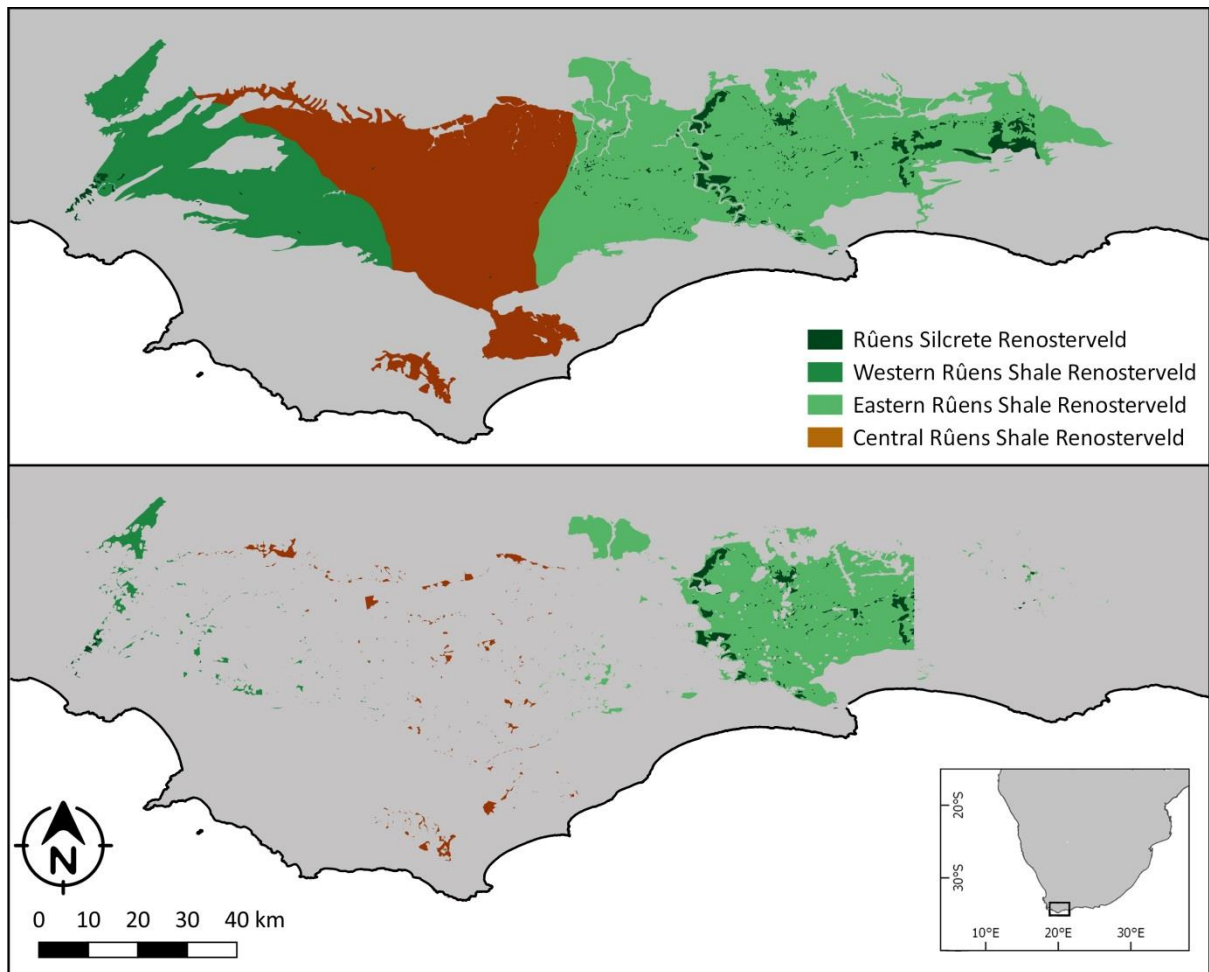 Rûens Silcrete Renosterveld
Western Rûens Shale Renosterveld
Eastern Rûens Shale Renosterveld
Central Rûens Shale Renosterveld
N
0 10 20 30 40 km
20°S
30°S
10°E 20°E 30°E